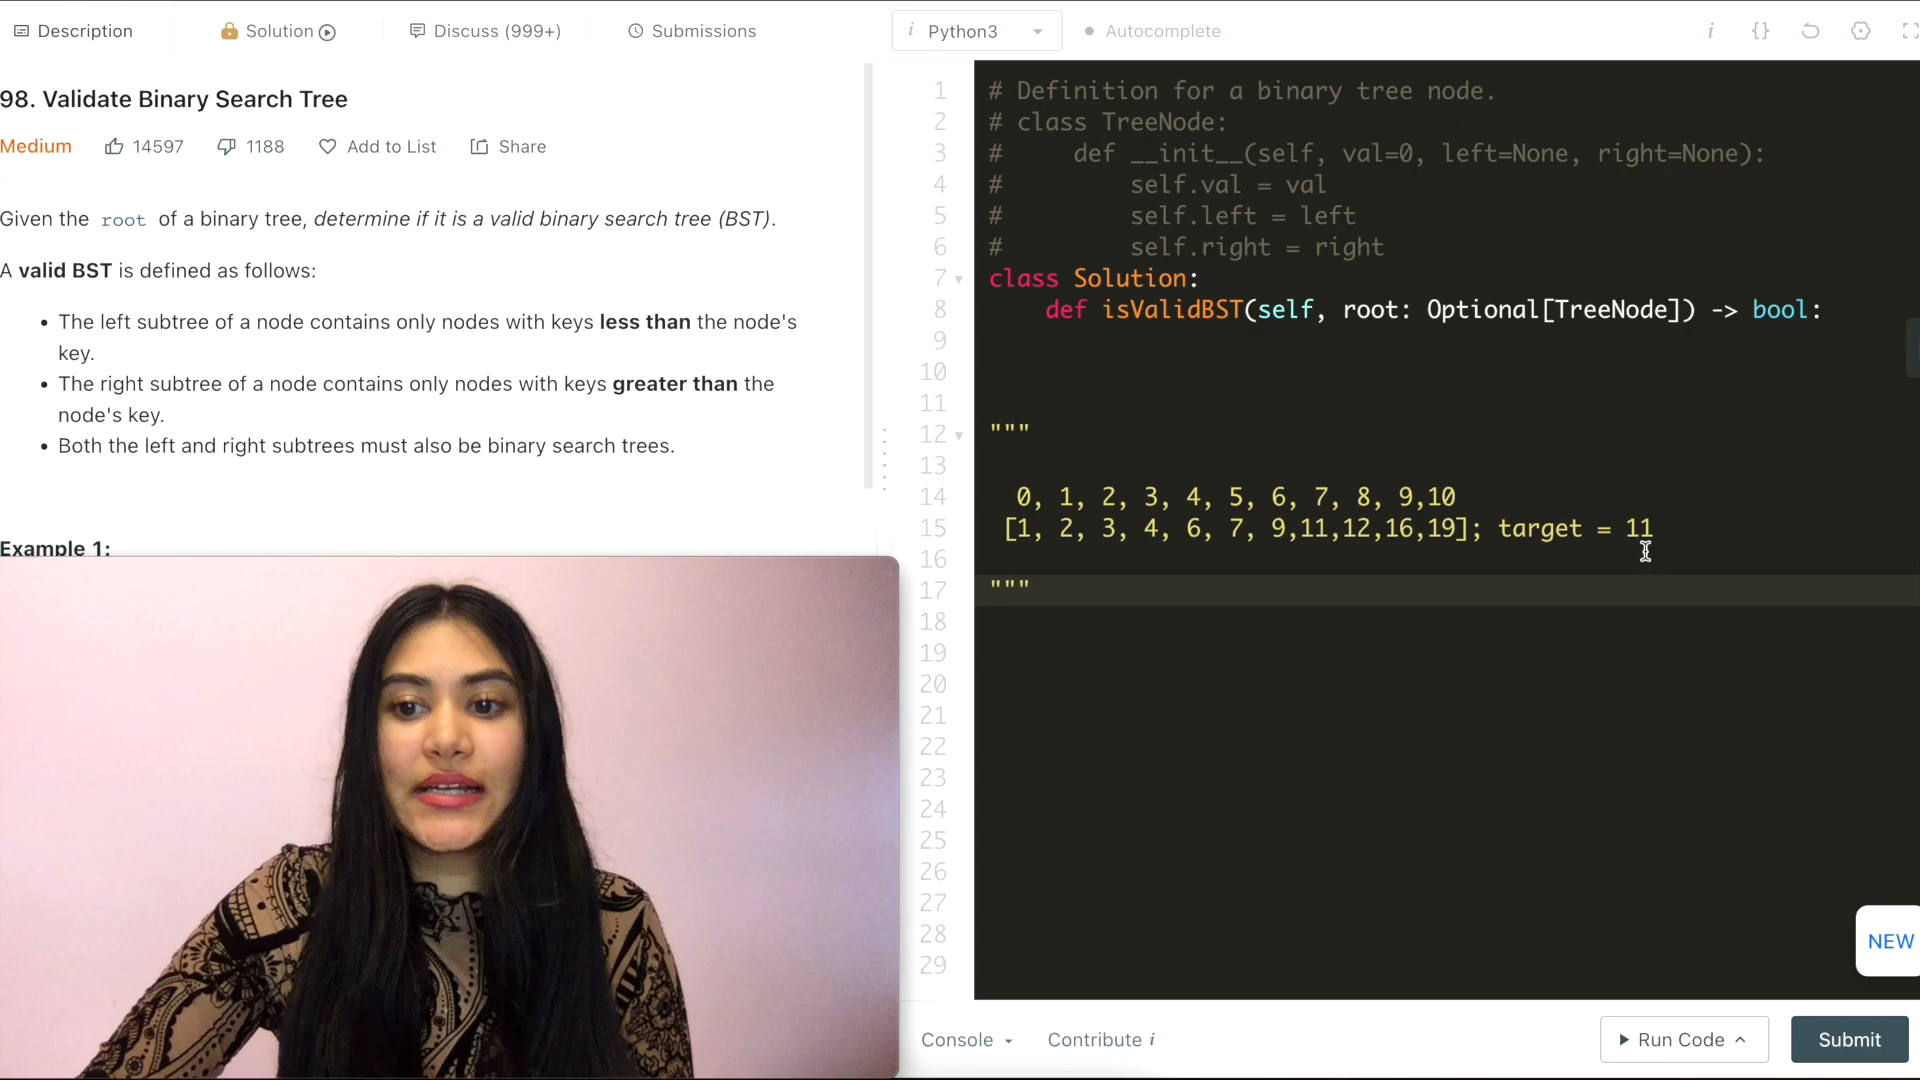 Description
Solution
Discuss (999+)
Submissions
i Python3
Autocomplete
i {}
98. Validate Binary Search Tree
Medium 14597 1188 Add to List Share
Given the root of a binary tree, determine if it is a valid binary search tree (BST).
A valid BST is defined as follows:
• The left subtree of a node contains only nodes with keys less than the node's
key.
• The right subtree of a node contains only nodes with keys greater than the
node's key.
• Both the left and right subtrees must also be binary search trees.
Example 1:
1 # Definition for a binary tree node.
2 # class TreeNode:
3 #     def __init__(self, val=0, left=None, right=None):
4 #         self.val = val
5 #         self.left = left
6 #         self.right = right
7 class Solution:
8     def isValidBST(self, root: Optional[TreeNode]) -> bool:
9
10
11
12 """
13
14   0, 1, 2, 3, 4, 5, 6, 7, 8, 9,10
15  [1, 2, 3, 4, 6, 7, 9,11,12,16,19]; target = 11
16
17 """
18
19
20
21
22
23
24
25
26
27
28
29
NEW
Console
Contribute i
Run Code
Submit